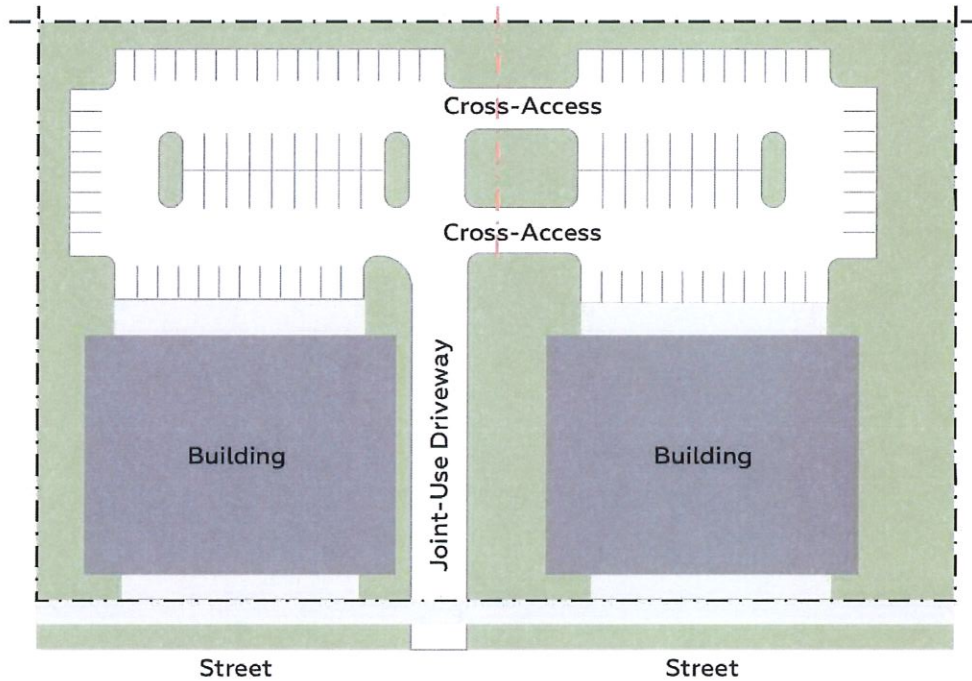 Cross-Access
Cross-Access
Joint-Use Driveway
Building
Building
Street
Street